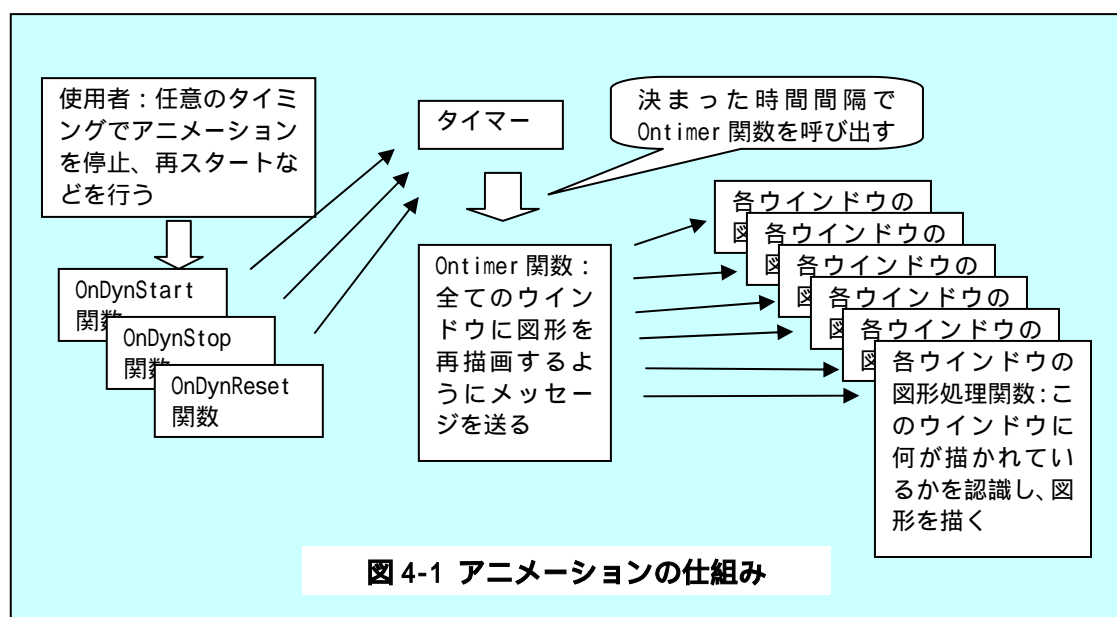 使用者：任意のタイミ
ングでアニメーション
を停止、再スタートな
どを行う
タイマー
決まった時間間隔で
Ontimer 関数を呼び出す
OnDynStart
関数
OnDynStop
関数
OnDynReset
関数
Ontimer 関数：
全てのウイン
ドウに図形を
再描画するよ
うにメッセー
ジを送る
各ウインドウの
図
各ウインドウの
図
各ウインドウの
図
各ウインドウの
図
各ウインドウの
図
各ウインドウの
図形処理関数：こ
のウインドウに
何が描かれてい
るかを認識し、図
形を描く
図 4-1 アニメーションの仕組み